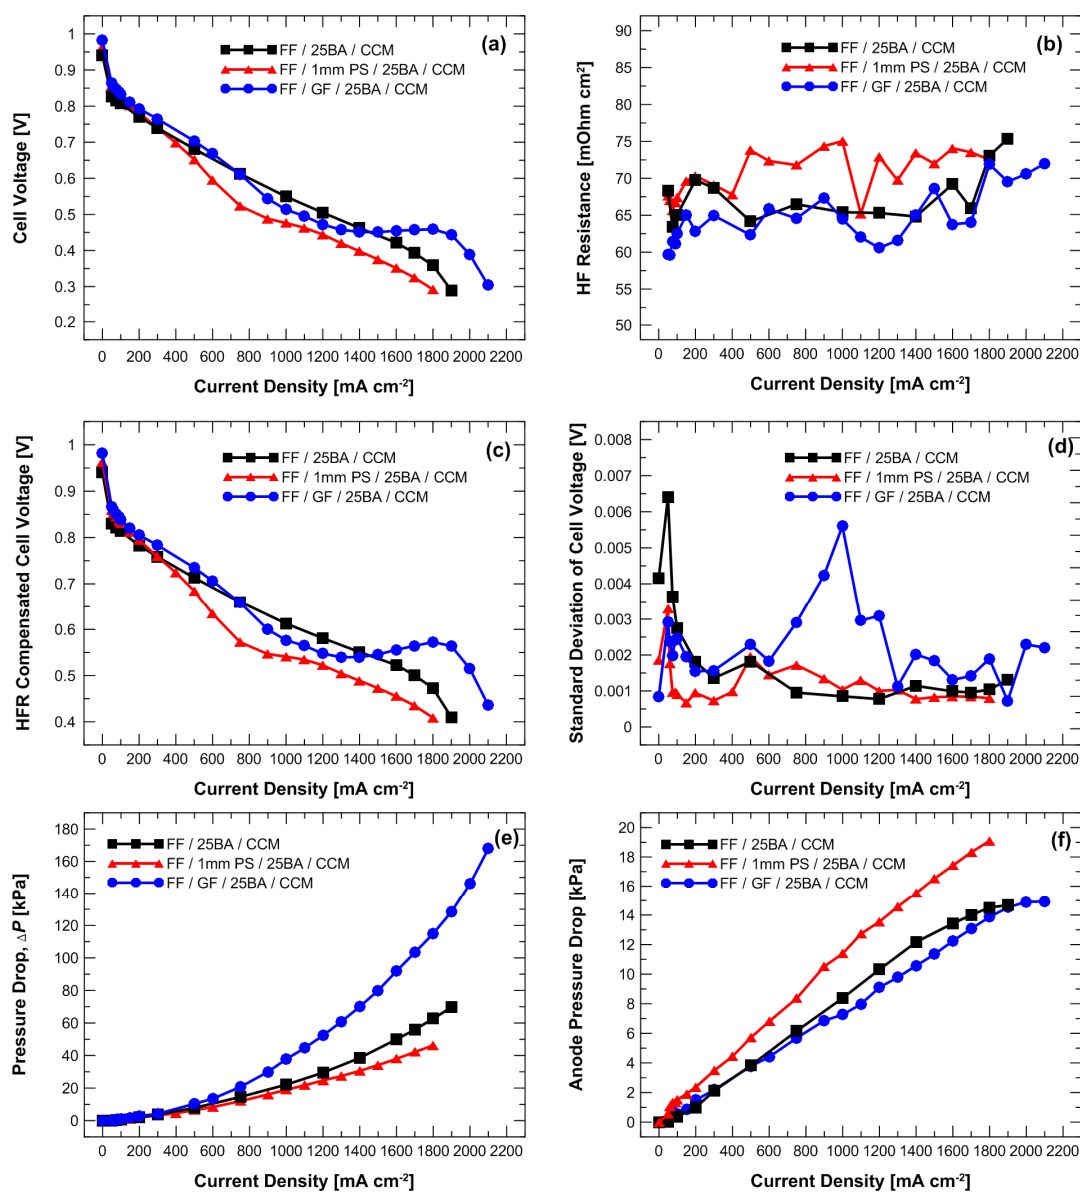 (a)
FF / 25BA / CCM
FF / 1mm PS / 25BA / CCM
FF / GF / 25BA / CCM
1
0.9
0.8
0.7
0.6
0.5
0.4
0.3
0.2
Cell Voltage [V]
0 200 400 600 800 1000 1200 1400 1600 1800 2000 2200
Current Density [mA cm-2]
(b)
FF / 25BA / CCM
FF / 1mm PS / 25BA / CCM
FF / GF / 25BA / CCM
90
85
80
75
70
65
60
55
50
HF Resistance [mOhm cm2]
0 200 400 600 800 1000 1200 1400 1600 1800 2000 2200
Current Density [mA cm-2]
(c)
FF / 25BA / CCM
FF / 1mm PS / 25BA / CCM
FF / GF / 25BA / CCM
1
0.9
0.8
0.7
0.6
0.5
0.4
HFR Compensated Cell Voltage [V]
0 200 400 600 800 1000 1200 1400 1600 1800 2000 2200
Current Density [mA cm-2]
(d)
FF / 25BA / CCM
FF / 1mm PS / 25BA / CCM
FF / GF / 25BA / CCM
0.008
0.007
0.006
0.005
0.004
0.003
0.002
0.001
0
Standard Deviation of Cell Voltage [V]
0 200 400 600 800 1000 1200 1400 1600 1800 2000 2200
Current Density [mA cm-2]
(e)
FF / 25BA / CCM
FF / 1mm PS / 25BA / CCM
FF / GF / 25BA / CCM
180
160
140
120
100
80
60
40
20
0
Pressure Drop, ΔP [kPa]
0 200 400 600 800 1000 1200 1400 1600 1800 2000 2200
Current Density [mA cm-2]
(f)
FF / 25BA / CCM
FF / 1mm PS / 25BA / CCM
FF / GF / 25BA / CCM
20
18
16
14
12
10
8
6
4
2
0
Anode Pressure Drop [kPa]
0 200 400 600 800 1000 1200 1400 1600 1800 2000 2200
Current Density [mA cm-2]